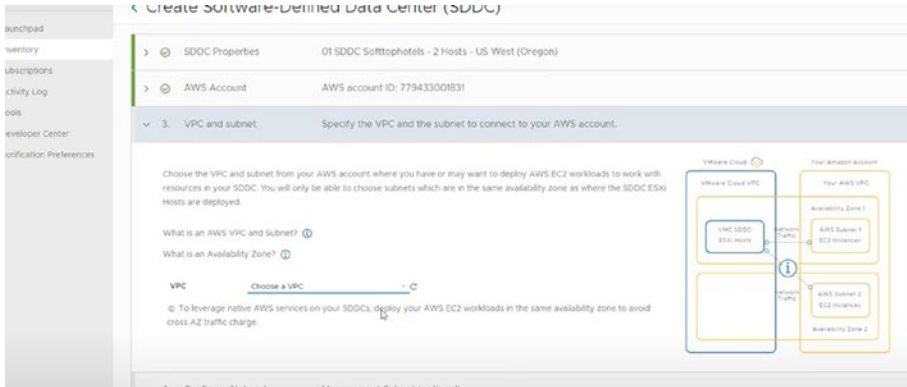 Create Software-Defined Data Center (SDDC)
aunchpad
nventory
ubscriptions
ctivity Log
ools
eveloper Center
otification Preferences
SDDC Properties 01 SDDC Softtophotels - 2 Hosts - US West (Oregon)
AWS Account AWS account ID: 779433001831
3. VPC and subnet Specify the VPC and the subnet to connect to your AWS account.
Choose the VPC and subnet from your AWS account where you have or may want to deploy AWS EC2 workloads to work with
resources in your SDDC. You will only be able to choose subnets which are in the same availability zone as where the SDDC ESXi
Hosts are deployed.
What is an AWS VPC and Subnet?
What is an Availability Zone?
VPC Choose a VPC
To leverage native AWS services on your SDDCs, deploy your AWS EC2 workloads in the same availability zone to avoid
cross AZ traffic charge.
VMware Cloud
Your Amazon Account
VMware Cloud VPC
Your AWS VPC
Availability Zone 1
VMC SDDC
ESXi Hosts
Network
Traffic
AWS Subnet 1
EC2 Instances
Network
Traffic
AWS Subnet 2
EC2 Instances
Availability Zone 2